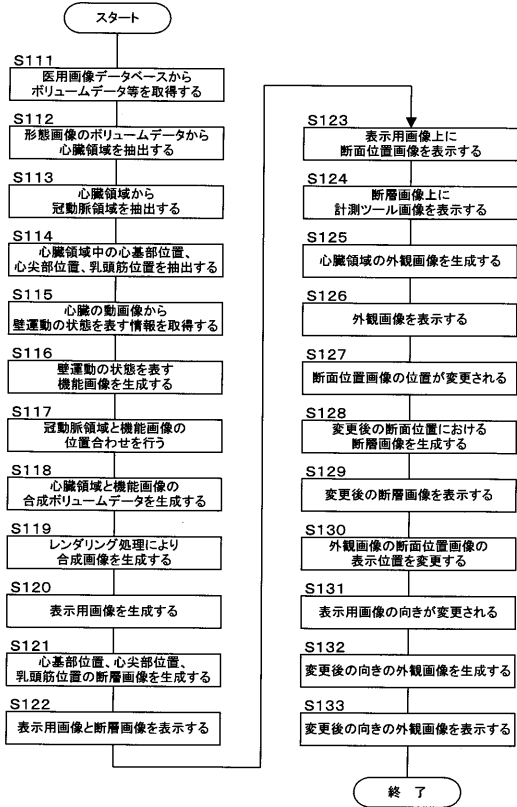 スタート
S111
医用画像データベースから
ボリュームデータ等を取得する
S112
形態画像のボリュームデータから
心臓領域を抽出する
S113
心臓領域から
冠動脈領域を抽出する
S114
心臓領域中の心基部位置、
心尖部位置、乳頭筋位置を抽出する
S115
心臓の動画像から
壁運動の状態を表す情報を取得する
S116
壁運動の状態を表す
機能画像を生成する
S117
冠動脈領域と機能画像の
位置合わせを行う
S118
心臓領域と機能画像の
合成ボリュームデータを生成する
S119
レンダリング処理により
合成画像を生成する
S120
表示用画像を生成する
S121
心基部位置、心尖部位置、
乳頭筋位置の断層画像を生成する
S122
表示用画像と断層画像を表示する
S123
表示用画像上に
断面位置画像を表示する
S124
断層画像上に
計測ツール画像を表示する
S125
心臓領域の外観画像を生成する
S126
外観画像を表示する
S127
断面位置画像の位置が変更される
S128
変更後の断面位置における
断層画像を生成する
S129
変更後の断層画像を表示する
S130
外観画像の断面位置画像の
表示位置を変更する
S131
表示用画像の向きが変更される
S132
変更後の向きの外観画像を生成する
S133
変更後の向きの外観画像を表示する
終 了